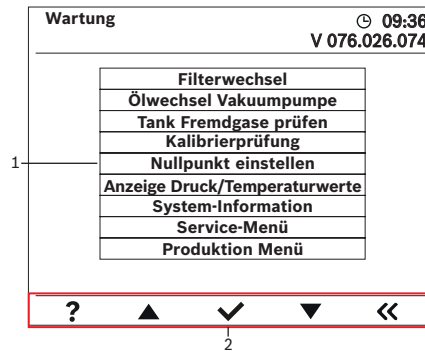 Wartung
09:36
V 076.026.074
Filterwechsel
Ölwechsel Vakuumpumpe
Tank Fremdgase prüfen
Kalibrierprüfung
1
Nullpunkt einstellen
Anzeige Druck/Temperaturwerte
System-Information
Service-Menü
Produktion Menü
?
2